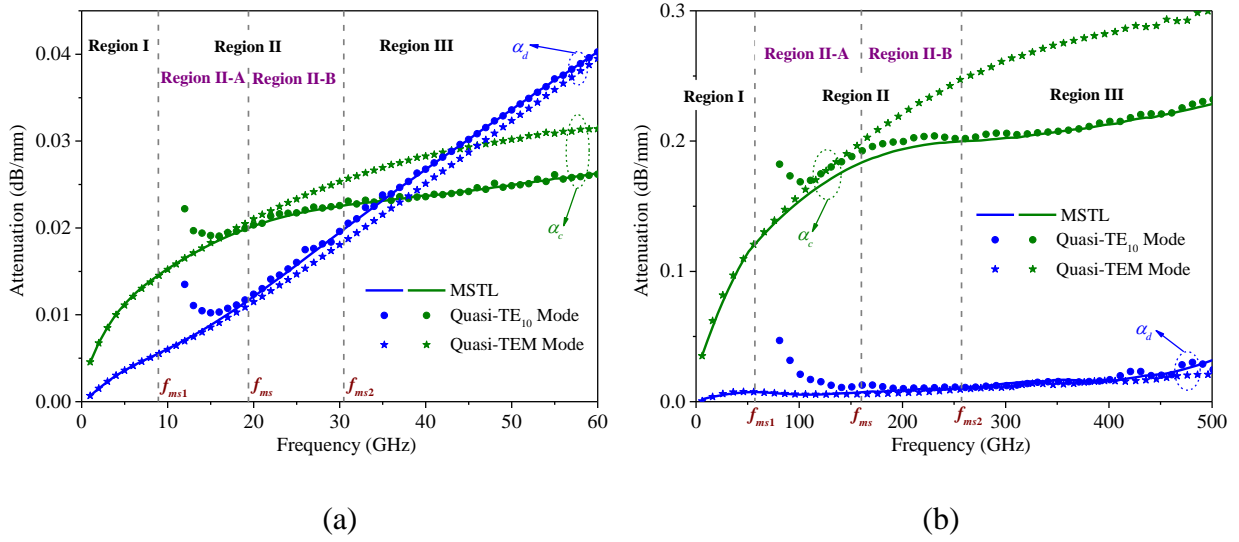 Attenuation (dB/mm)
0.04
0.03
0.02
0.01
0.00
Region I
Region II
Region III
Region II-A
Region II-B
α_d
α_c
MSTL
Quasi-TE₁₀ Mode
Quasi-TEM Mode
f_ms1
f_ms
f_ms2
0 10 20 30 40 50 60
Frequency (GHz)
(a)
Attenuation (dB/mm)
0.3
0.2
0.1
0.0
Region II-A
Region II-B
Region I
Region II
Region III
α_c
MSTL
Quasi-TE₁₀ Mode
Quasi-TEM Mode
α_d
f_ms1
f_ms
f_ms2
100 200 300 400 500
Frequency (GHz)
(b)